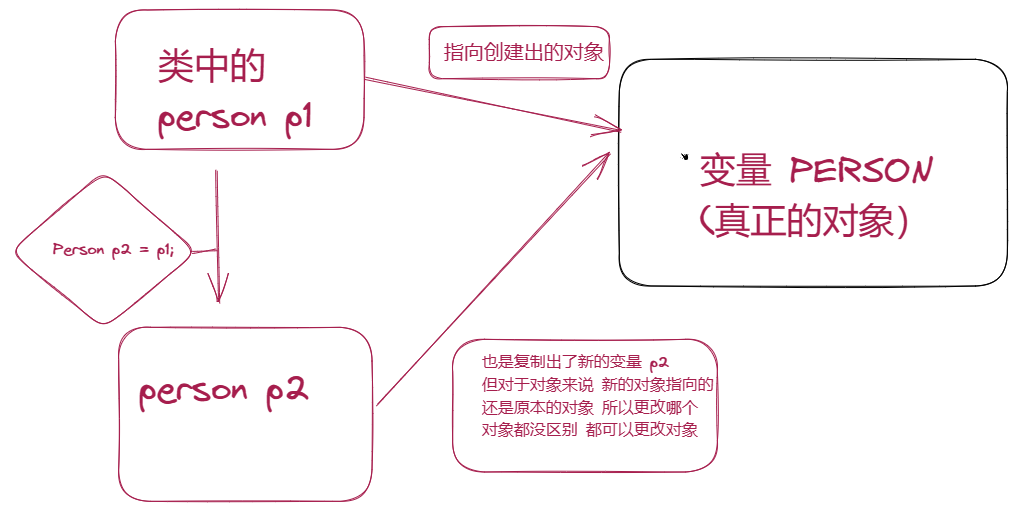 类中的
person p1
指向创建出的对象
变量 PERSON
(真正的对象)
Person p2 = p1;
person p2
也是复制出了新的变量 p2
但对于对象来说 新的对象指向的
还是原本的对象 所以更改哪个
对象都没区别 都可以更改对象